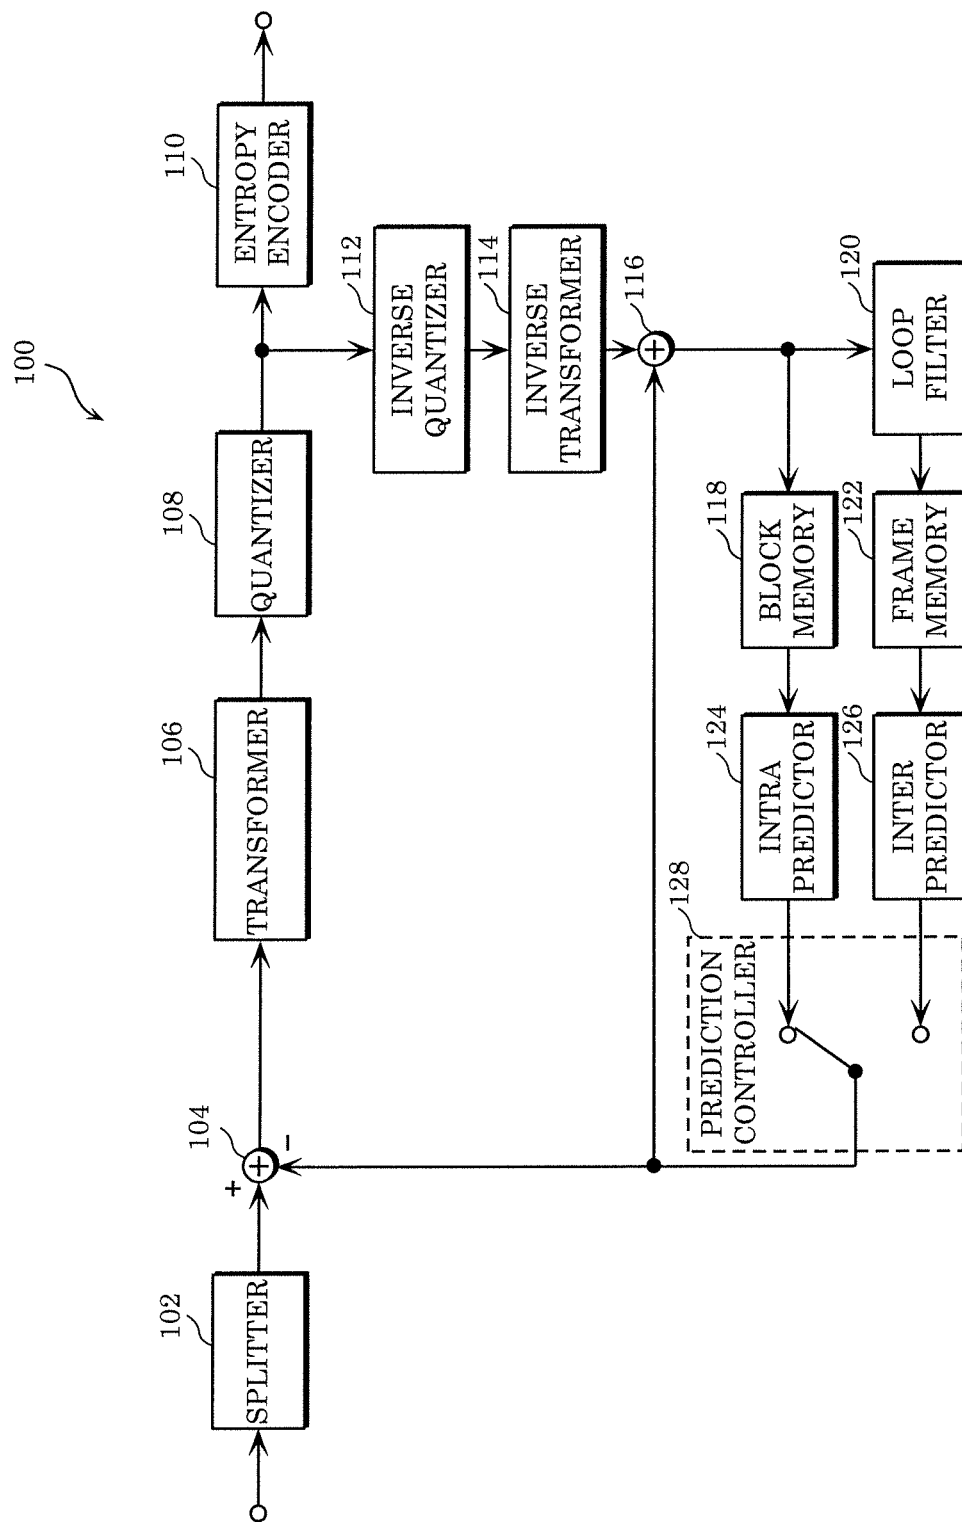 100
102
SPLITTER
104
+
+
−
106
TRANSFORMER
108
QUANTIZER
110
ENTROPY
ENCODER
112
INVERSE
QUANTIZER
114
INVERSE
TRANSFORMER
116
+
128
PREDICTION
CONTROLLER
124
INTRA
PREDICTOR
118
BLOCK
MEMORY
120
LOOP
FILTER
126
INTER
PREDICTOR
122
FRAME
MEMORY